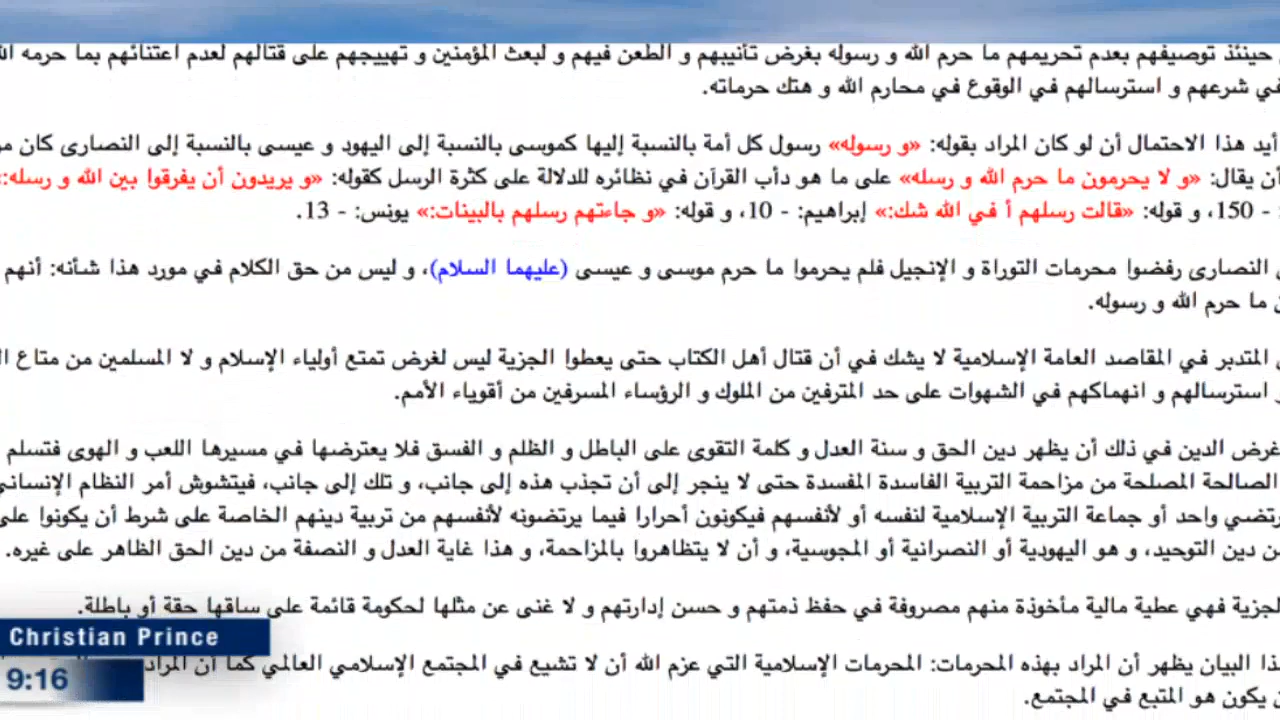 حينئذ توصيفهم بعدم تحريمهم ما حرم الله و رسوله بغرض تأنيبهم و الطعن فيهم و لبعث المؤمنين و تهييجهم على قتالهم لعدم اعتنائهم بما حرمه
في شرعهم و استرسالهم في الوقوع في محارم الله و هتك حرماته.
أيد هذا الاحتمال أن لو كان المراد بقوله: «و رسوله» رسول كل أمة بالنسبة إليها كموسى بالنسبة إلى اليهود و عيسى بالنسبة إلى النصارى كان
أن يقال: «و لا يحرمون ما حرم الله و رسله» على ما هو دأب القرآن في نظائره للدلالة على كثرة الرسل كقوله: «و يريدون أن يفرقوا بين الله و رسله:
- 150، و قوله: «قالت رسلهم أ في الله شك:» إبراهيم: - 10، و قوله: «و جاءتهم رسلهم بالبينات:» يونس: - 13.
النصارى رفضوا محرمات التوراة و الإنجيل فلم يحرموا ما حرم موسى و عيسى (عليهما السلام)، و ليس من حق الكلام في مورد هذا شأنه: أنهم
ما حرم الله و رسوله.
المتدبر في المقاصد العامة الإسلامية لا يشك في أن قتال أهل الكتاب حتى يعطوا الجزية ليس لغرض تمتع أولياء الإسلام و لا المسلمين من متاع
استرسالهم و انهماكهم في الشهوات على حد المترفين من الملوك و الرؤساء المسرفين من أقوياء الأمم.
غرض الدين في ذلك أن يظهر دين الحق و سنة العدل و كلمة التقوى على الباطل و الظلم و الفسق فلا يعترضها في مسيرها اللعب و الهوى فتسلم
الصالحة المصلحة من مزاحمة التربية الفاسدة المفسدة حتى لا ينجر إلى أن تجذب هذه إلى جانب، و تلك إلى جانب، فيتشوش أمر النظام
واحد أو جماعة التربية الإسلامية لنفسه أو لأنفسهم فيكونون أحرارا فيما يرتضونه لأنفسهم من تربية دينهم الخاصة على شرط أن يكونوا على
دين التوحيد، و هو اليهودية أو النصرانية أو المجوسية، و أن لا يتظاهروا بالمزاحمة، و هذا غاية العدل و النصفة من دين الحق الظاهر على غيره.
الجزية فهي عطية مالية مأخوذة منهم مصروفة في حفظ ذمتهم و حسن إدارتهم و لا غنى عن مثلها لحكومة قائمة على ساقها حقة أو باطلة.
البيان يظهر أن المراد بهذه المحرمات: المحرمات الإسلامية التي عزم الله أن لا تشيع في المجتمع الإسلامي العالمي كما أن المراد
يكون هو المتبع في المجتمع.
Christian Prince
9:16